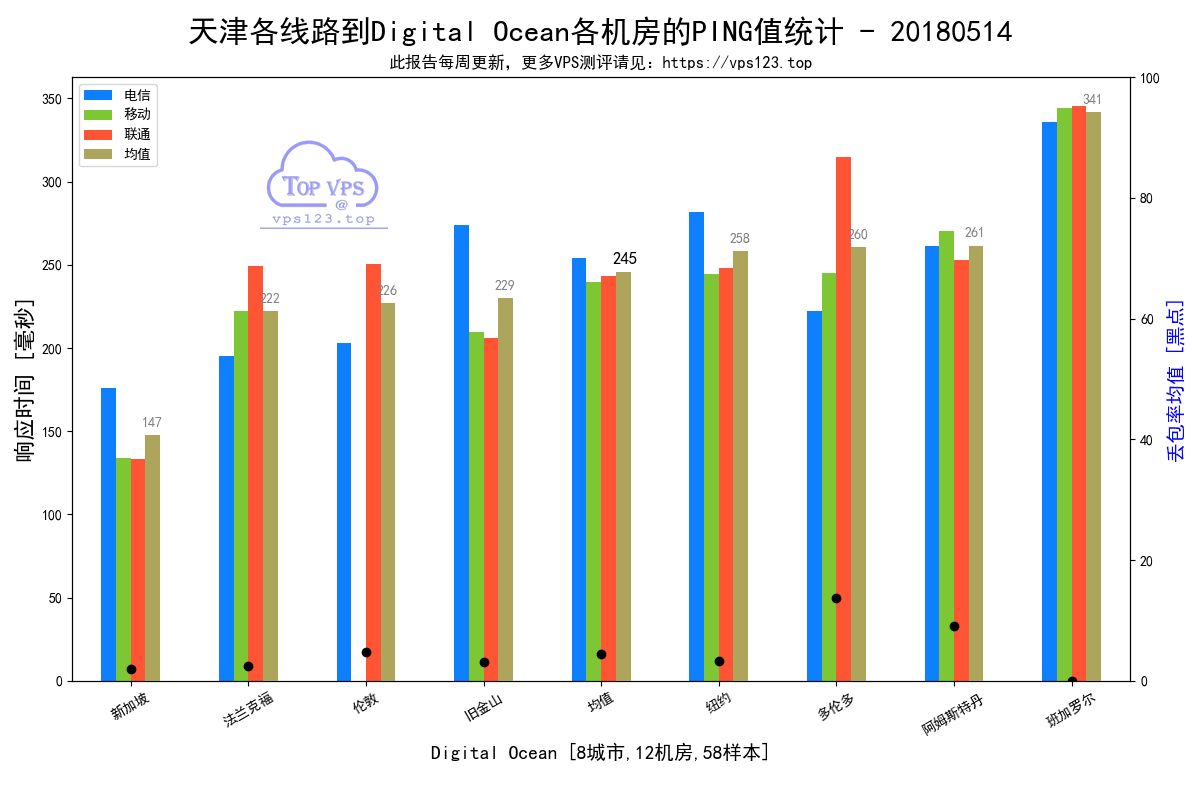 天津各线路到Digital Ocean各机房的PING值统计 - 20180514
此报告每周更新，更多VPS测评请见：https://vps123.top
电信
移动
联通
均值
TOP VPS
@
vps123.top
响应时间 [毫秒]
350
300
250
200
150
100
50
0
147
222
226
229
245
258
260
261
341
100
80
60
40
20
0
丢包率均值 [黑点]
新加坡
法兰克福
伦敦
旧金山
均值
纽约
多伦多
阿姆斯特丹
班加罗尔
Digital Ocean [8城市,12机房,58样本]